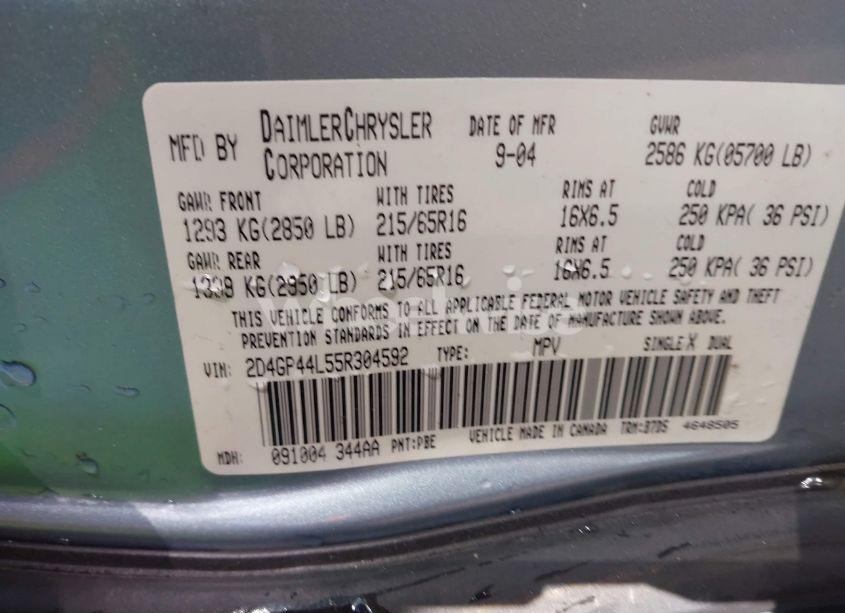 MFD BY DAIMLERCHRYSLER CORPORATION
DATE OF MFR 9-04
GVWR 2586 KG(05700 LB)
GAWR FRONT WITH TIRES RIMS AT COLD
1293 KG(2850 LB) 215/65R16 16X6.5 250 KPA( 36 PSI)
GAWR REAR WITH TIRES RIMS AT COLD
KG(2950 LB) 215/65R16 16X6.5 250 KPA( 36 PSI)
THIS VEHICLE CONFORMS TO ALL APPLICABLE FEDERAL MOTOR VEHICLE SAFETY AND THEFT
PREVENTION STANDARDS IN EFFECT ON THE DATE OF MANUFACTURE SHOWN ABOVE.
VIN: 2D4GP44L55R304592 TYPE: MPV SINGLE X DUAL
MDH: 091004 344AA PNT:PBE VEHICLE MADE IN CANADA TRM:B7DS 4648505